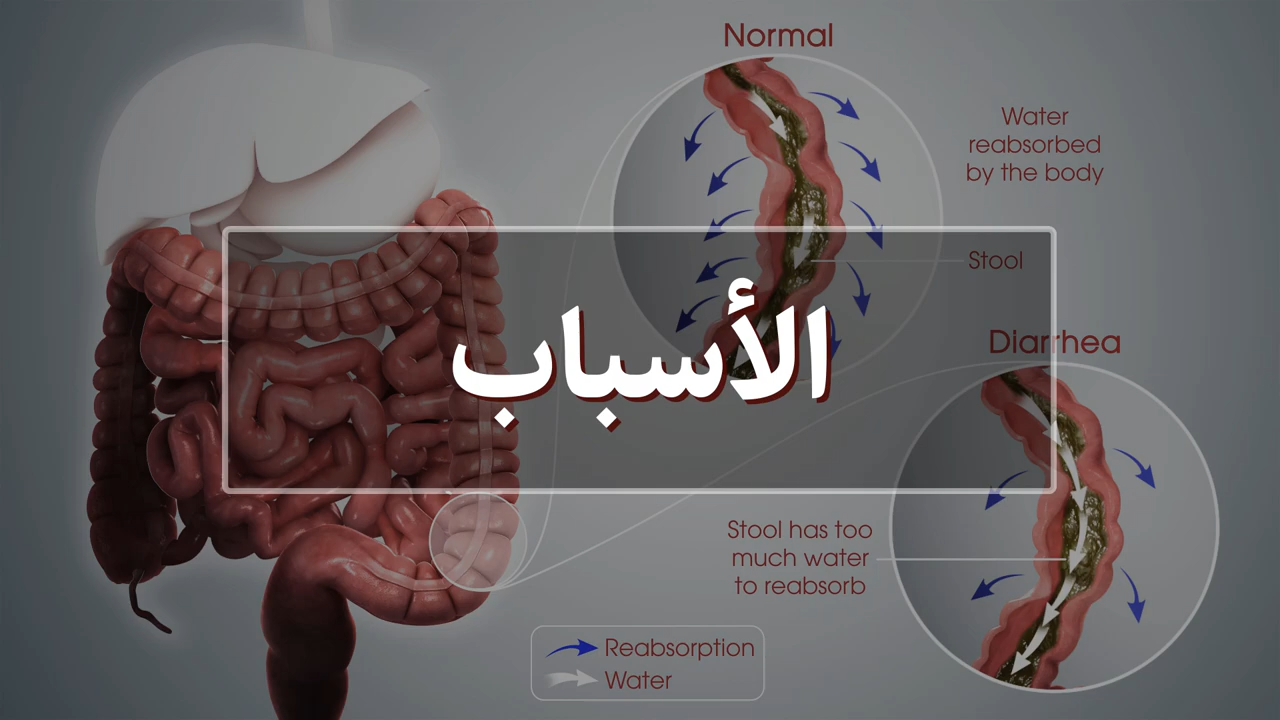 Normal
Water
reabsorbed
by the body
Stool
الأسباب
Diarrhea
Stool has too
much water
to reabsorb
Reabsorption
Water